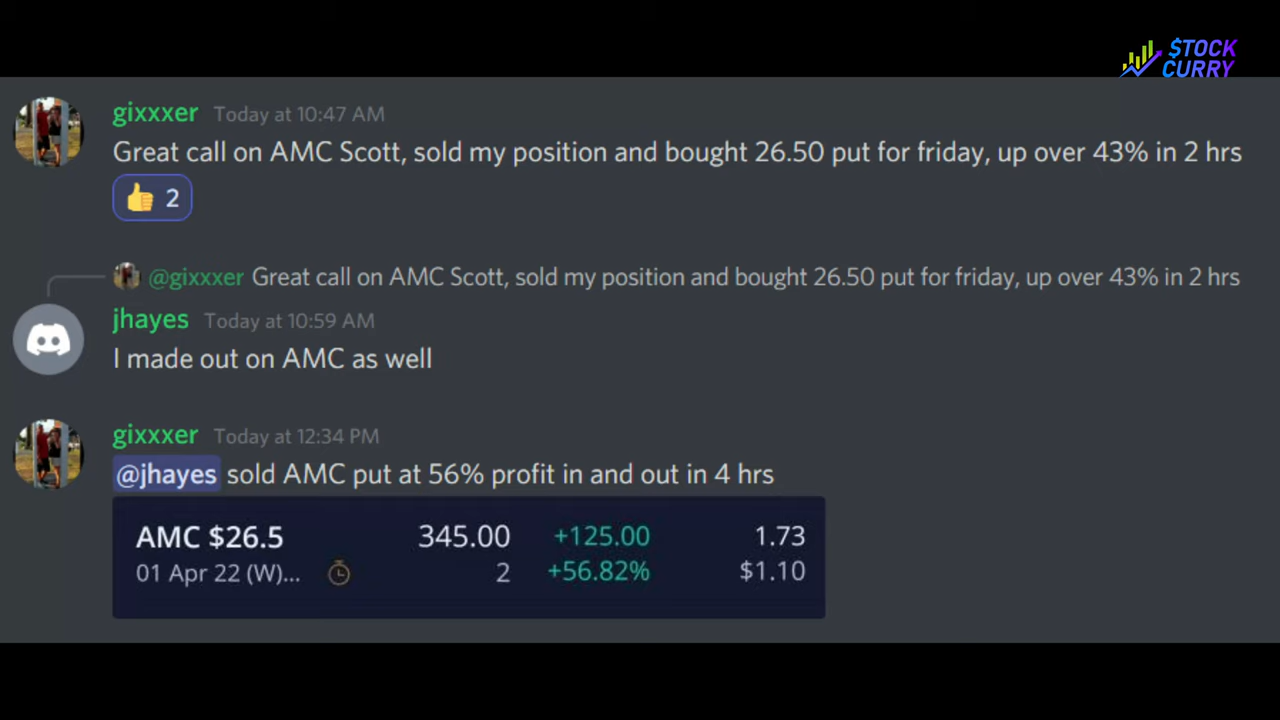 $TOCK
CURRY
gixxxer Today at 10:47 AM
Great call on AMC Scott, sold my position and bought 26.50 put for friday, up over 43% in 2 hrs
👍 2
@gixxxer Great call on AMC Scott, sold my position and bought 26.50 put for friday, up over 43% in 2 hrs
jhayes Today at 10:59 AM
I made out on AMC as well
gixxxer Today at 12:34 PM
@jhayes sold AMC put at 56% profit in and out in 4 hrs
AMC $26.5 345.00 +125.00 1.73
01 Apr 22 (W)... 2 +56.82% $1.10